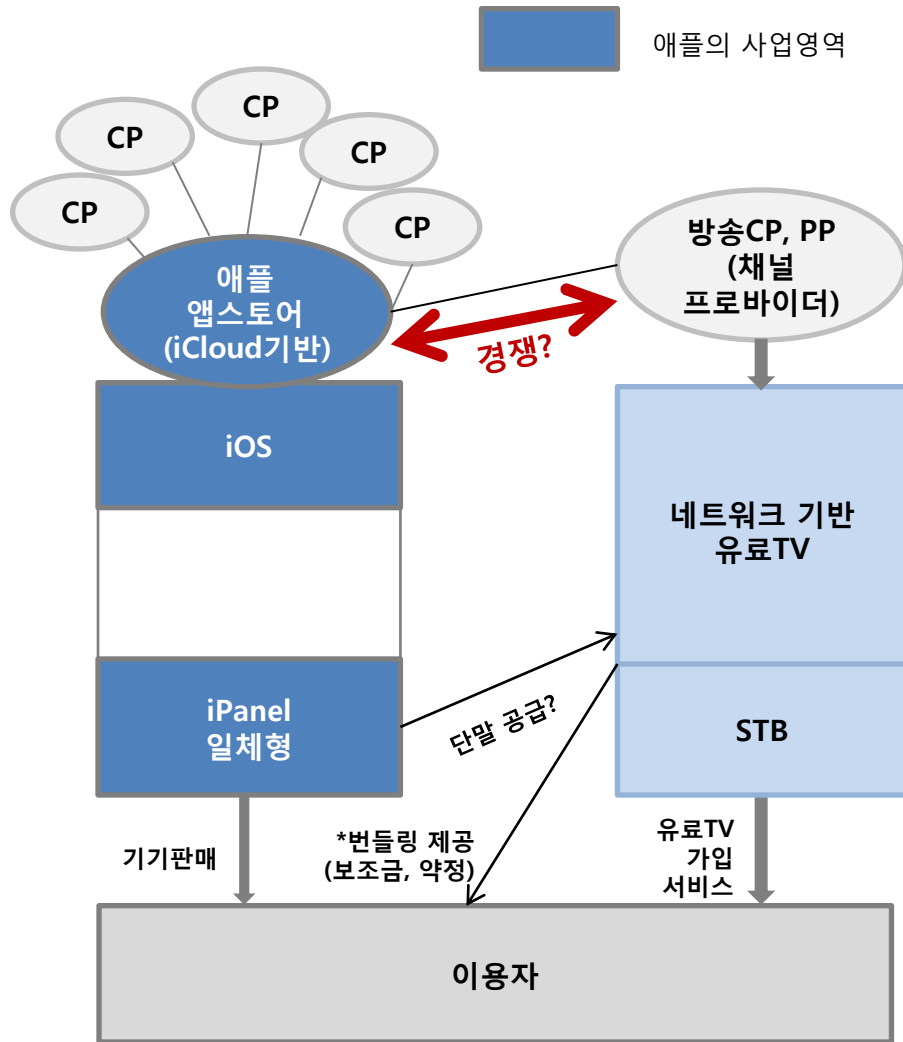 애플의 사업영역
CP
CP
CP
CP
CP
애플
앱스토어
(iCloud기반)
방송CP, PP
(채널
프로바이더)
경쟁?
iOS
네트워크 기반
유료TV
iPanel
일체형
단말 공급?
STB
기기판매
*번들링 제공
(보조금, 약정)
유료TV
가입
서비스
이용자